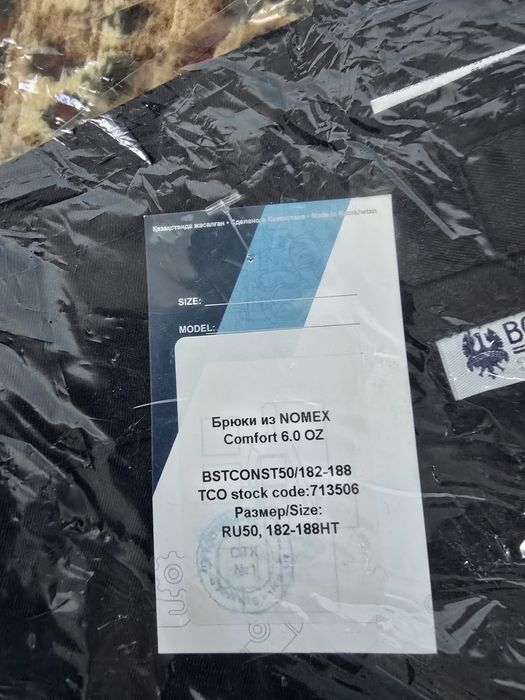 Қазақстанда жасалған • Сделано в Казахстане • Made in Kazakhstan
SIZE:
MODEL:
Брюки из NOMEX
Comfort 6.0 OZ
BSTCONST50/182-188
TCO stock code:713506
Размер/Size:
RU50, 182-188HT
ОТК
№1